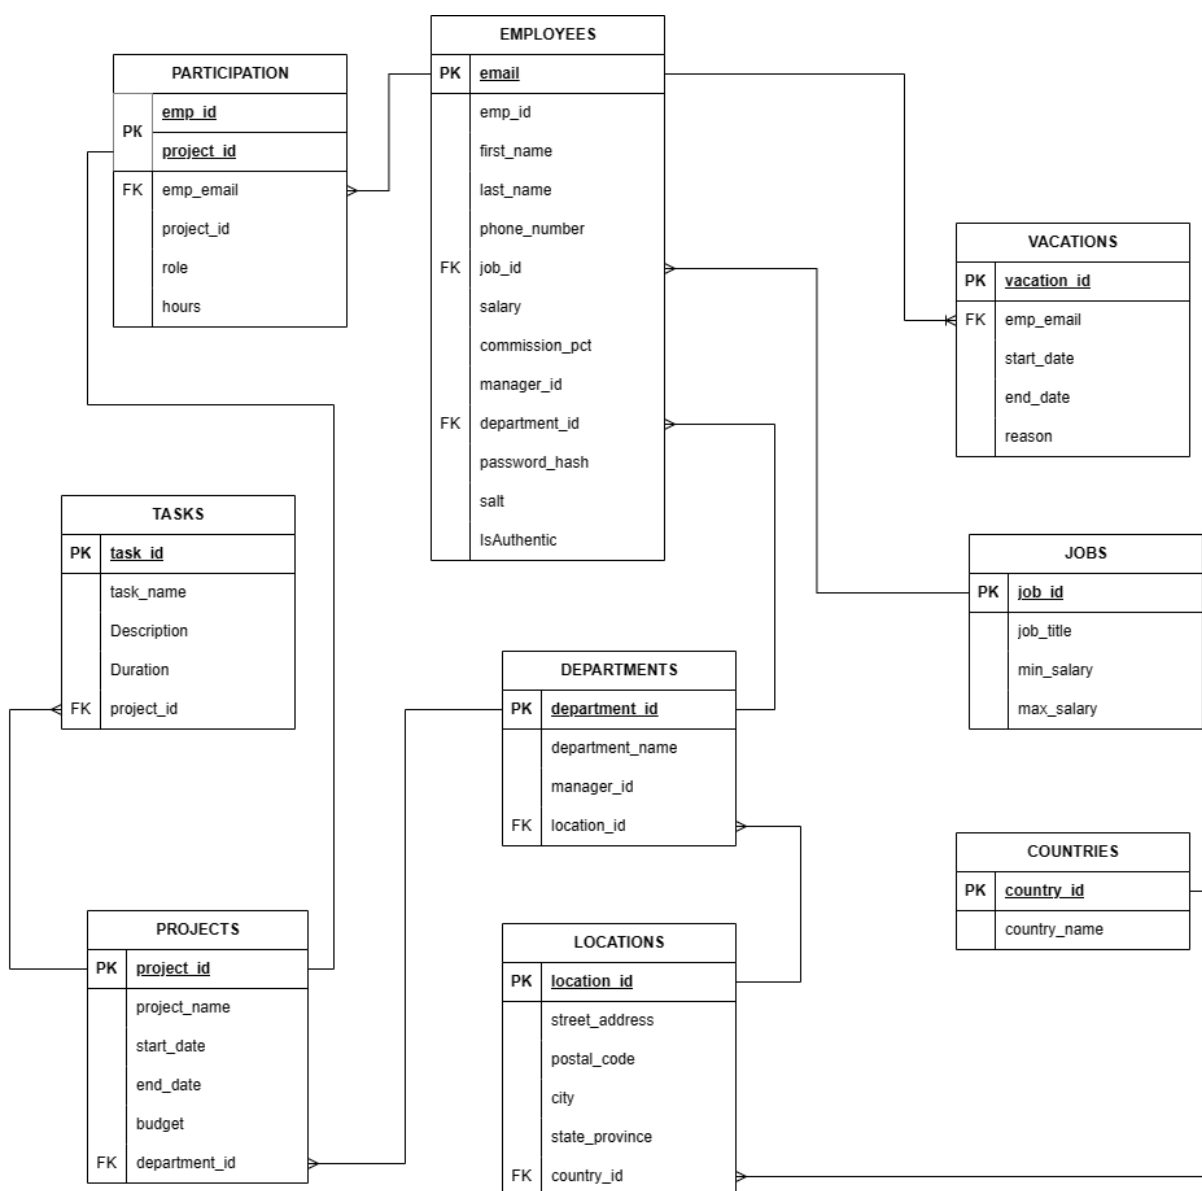 EMPLOYEES
PK email
emp_id
first_name
last_name
phone_number
FK job_id
salary
commission_pct
manager_id
FK department_id
password_hash
salt
IsAuthentic
PARTICIPATION
PK
emp_id
project_id
FK emp_email
project_id
role
hours
VACATIONS
PK vacation_id
FK emp_email
start_date
end_date
reason
TASKS
PK task_id
task_name
Description
Duration
FK project_id
JOBS
PK job_id
job_title
min_salary
max_salary
DEPARTMENTS
PK department_id
department_name
manager_id
FK location_id
COUNTRIES
PK country_id
country_name
PROJECTS
PK project_id
project_name
start_date
end_date
budget
FK department_id
LOCATIONS
PK location_id
street_address
postal_code
city
state_province
FK country_id